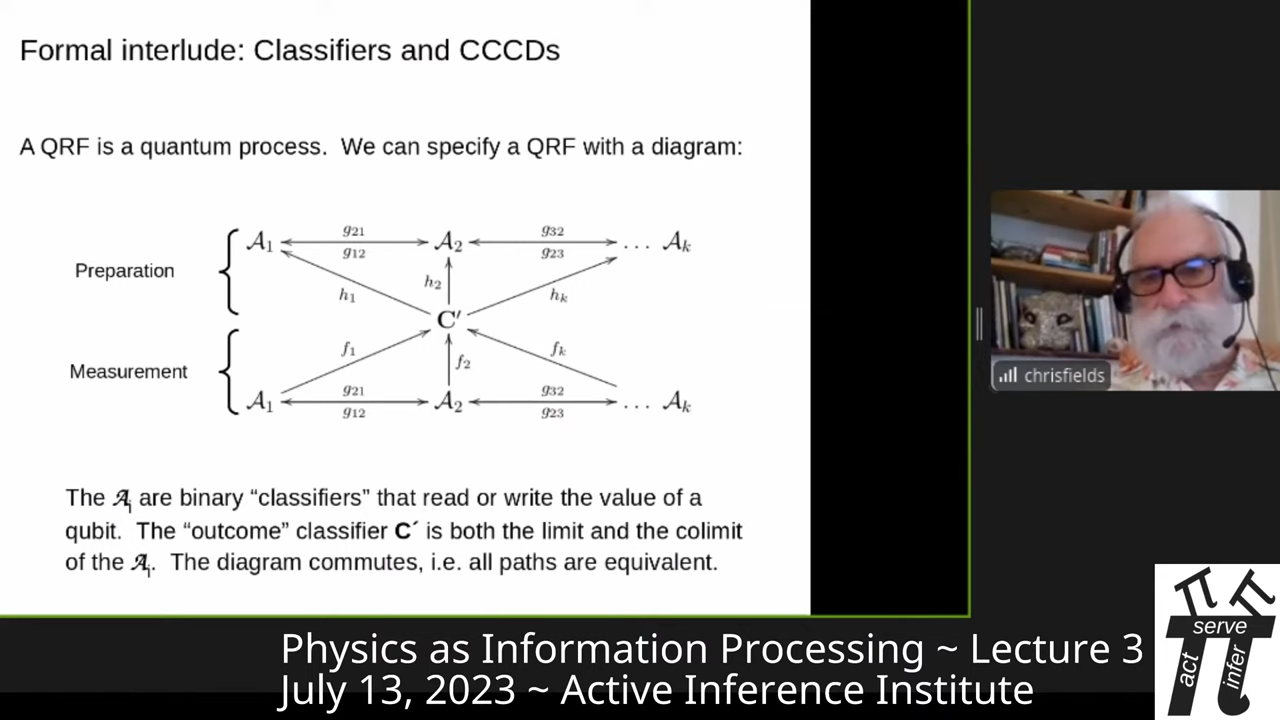 Formal interlude: Classifiers and CCCDs
A QRF is a quantum process. We can specify a QRF with a diagram:
g21 g32
Preparation { A1 A2 ... Ak
g12 g23
h1 h2 hk
C′
f1 f2 fk
g21 g32
Measurement { A1 A2 ... Ak
g12 g23
The Ai are binary “classifiers” that read or write the value of a
qubit. The “outcome” classifier C´ is both the limit and the colimit
of the Ai. The diagram commutes, i.e. all paths are equivalent.
chrisfields
Physics as Information Processing ~ Lecture 3
July 13, 2023 ~ Active Inference Institute
serve
act
infer